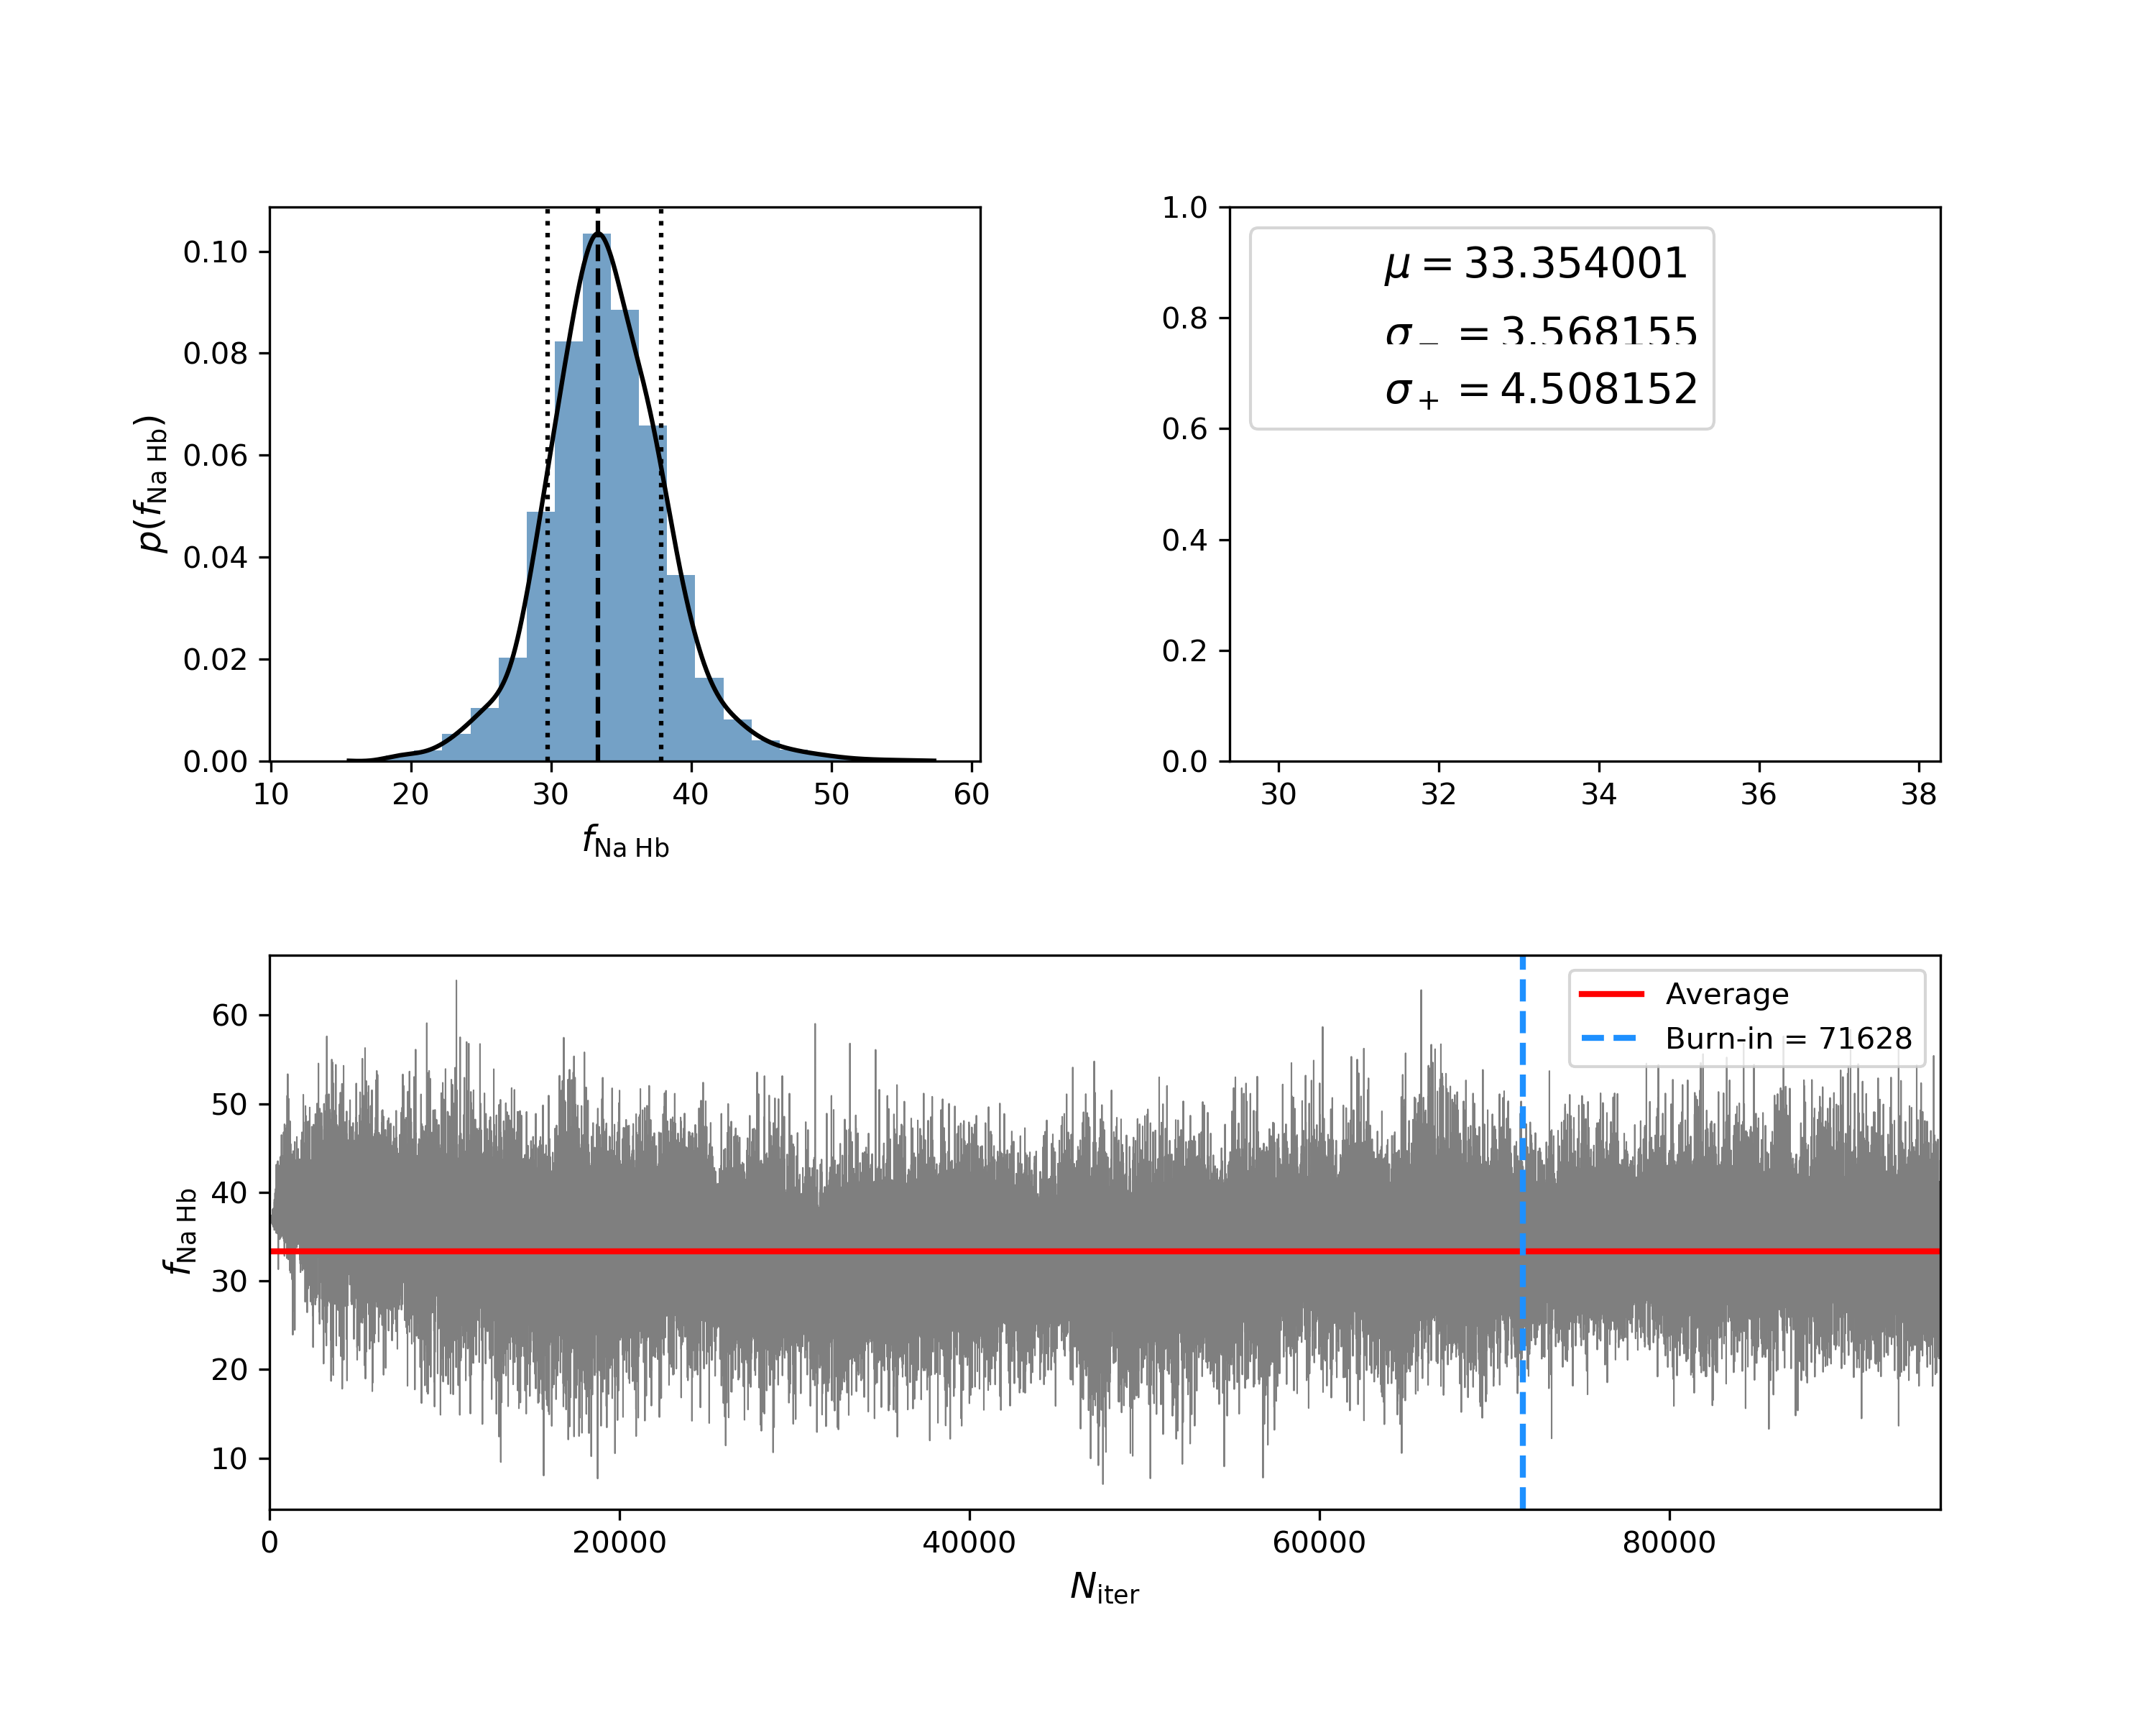 0.10
0.08
0.06
0.04
0.02
0.00
p(f_Na Hb)
10 20 30 40 50 60
f_Na Hb
1.0
0.8
0.6
0.4
0.2
0.0
μ = 33.354001
σ_− = 3.568155
σ_+ = 4.508152
30 32 34 36 38
60
50
40
30
20
10
f_Na Hb
Average
Burn-in = 71628
0 20000 40000 60000 80000
N_iter